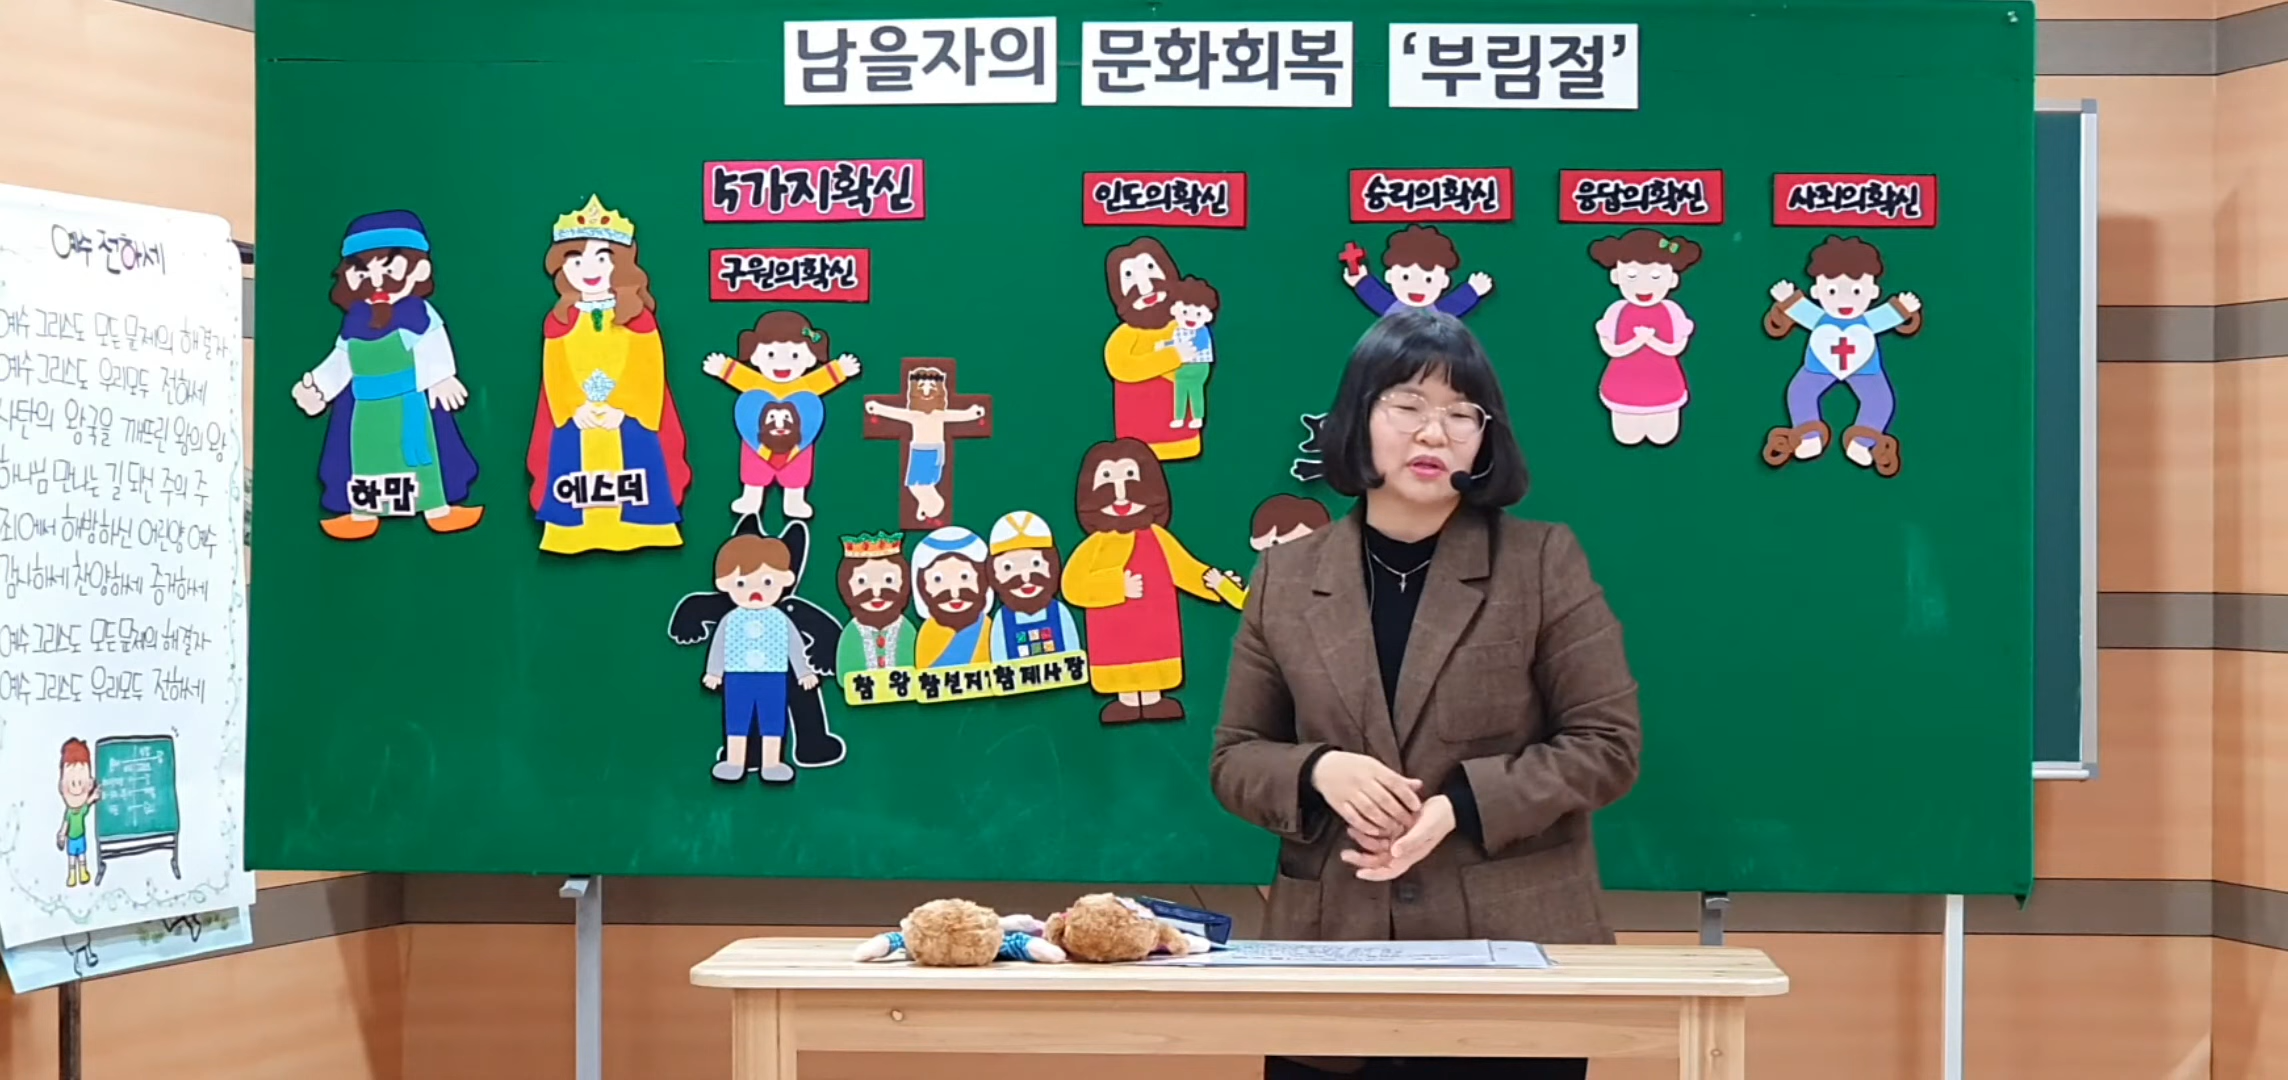 남을자의 문화회복 ‘부림절’
5가지확신
구원의확신
인도의확신
승리의확신
응답의확신
사죄의확신
하만
에스더
참 왕
참선지
참제사장
예수 전하세
예수 그리스도 모든 문제의 해결자
예수 그리스도 우리모두 전하세
사탄의 왕국을 깨뜨린 왕의 왕
하나님 만나는 길 되신 주의 주
죄에서 해방하신 어린양 예수
감사하세 찬양하세 증거하세
예수 그리스도 모든 문제의 해결자
예수 그리스도 우리모두 전하세